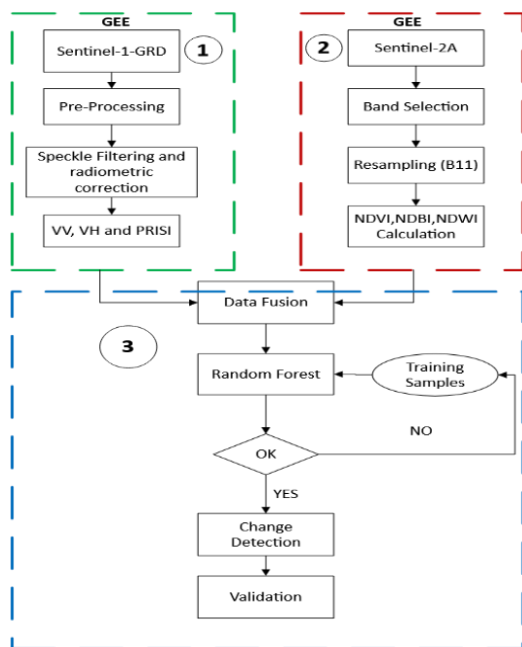 GEE
Sentinel-1-GRD
1
Pre-Processing
Speckle Filtering and
radiometric
correction
VV, VH and PRISI
GEE
2
Sentinel-2A
Band Selection
Resampling (B11)
NDVI,NDBI,NDWI
Calculation
3
Data Fusion
Random Forest
Training
Samples
NO
OK
YES
Change
Detection
Validation